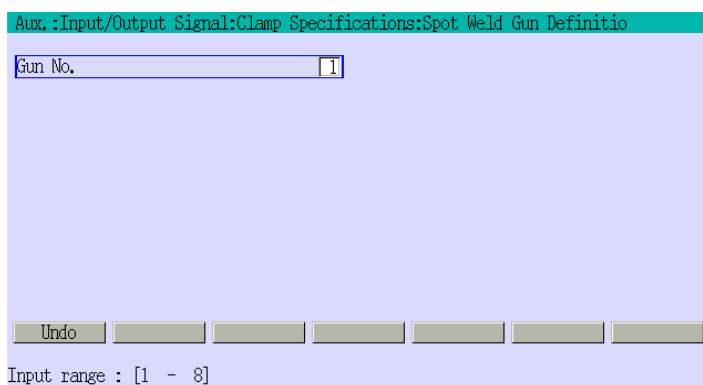 Aux.:Input/Output Signal:Clamp Specifications:Spot Weld Gun Definitio
Gun No. 1
Undo
Input range : [1 - 8]